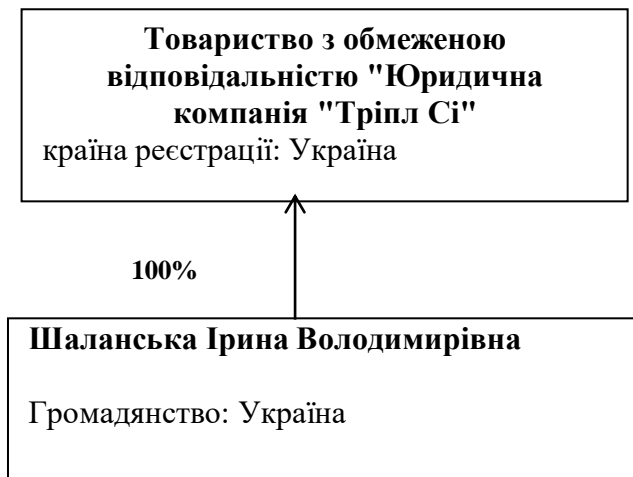 Товариство з обмеженою
відповідальністю "Юридична
компанія "Тріпл Сі"
країна реєстрації: Україна
100%
Шаланська Ірина Володимирівна
Громадянство: Україна